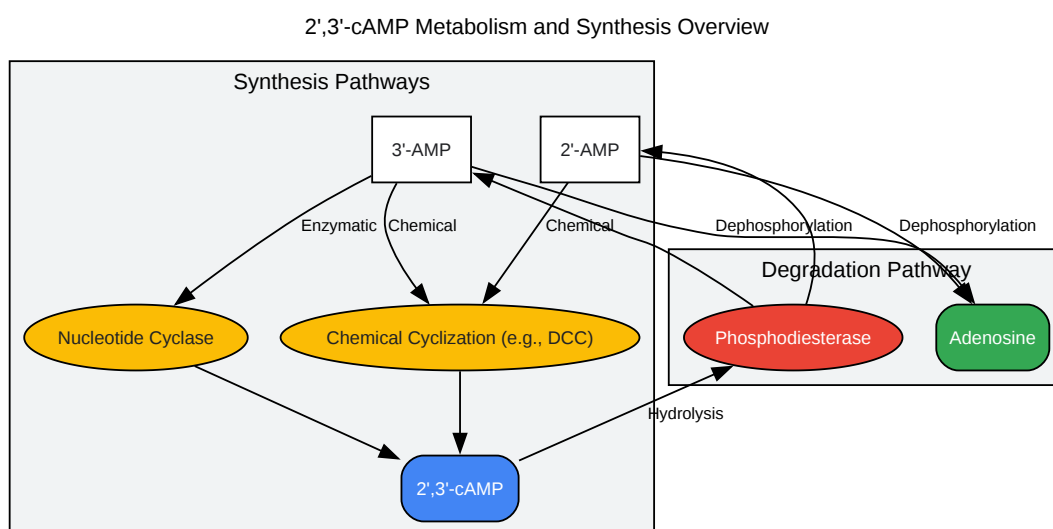 2',3'-cAMP Metabolism and Synthesis Overview
Synthesis Pathways
3'-AMP
2'-AMP
Enzymatic
Chemical
Chemical
Dephosphorylation
Dephosphorylation
Degradation Pathway
Nucleotide Cyclase
Chemical Cyclization (e.g., DCC)
Phosphodiesterase
Adenosine
Hydrolysis
2',3'-cAMP